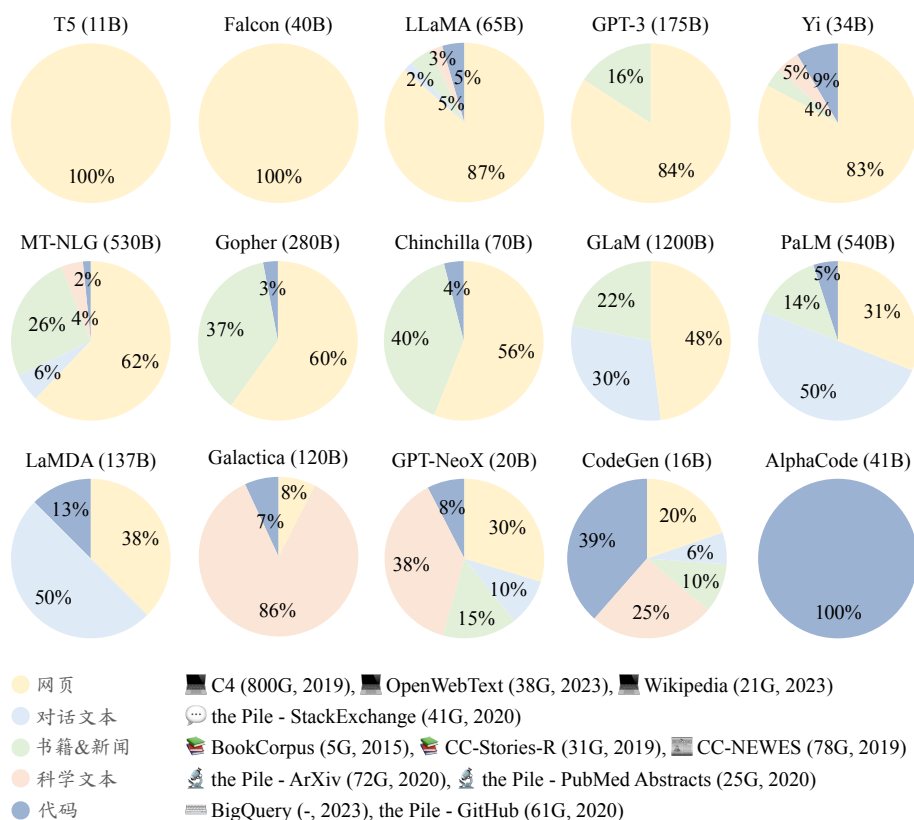 T5 (11B) Falcon (40B) LLaMA (65B) GPT-3 (175B) Yi (34B)
3% 5% 2% 5% 16% 5% 9% 4%
100% 100% 87% 84% 83%
MT-NLG (530B) Gopher (280B) Chinchilla (70B) GLaM (1200B) PaLM (540B)
2% 4% 26% 6% 62%
3% 37% 60%
4% 40% 56%
22% 48% 30%
5% 14% 31% 50%
LaMDA (137B) Galactica (120B) GPT-NeoX (20B) CodeGen (16B) AlphaCode (41B)
13% 38% 50%
8% 7% 86%
8% 30% 38% 10% 15%
20% 39% 6% 10% 25%
100%
网页 C4 (800G, 2019), OpenWebText (38G, 2023), Wikipedia (21G, 2023)
对话文本 the Pile - StackExchange (41G, 2020)
书籍&新闻 BookCorpus (5G, 2015), CC-Stories-R (31G, 2019), CC-NEWES (78G, 2019)
科学文本 the Pile - ArXiv (72G, 2020), the Pile - PubMed Abstracts (25G, 2020)
代码 BigQuery (-, 2023), the Pile - GitHub (61G, 2020)